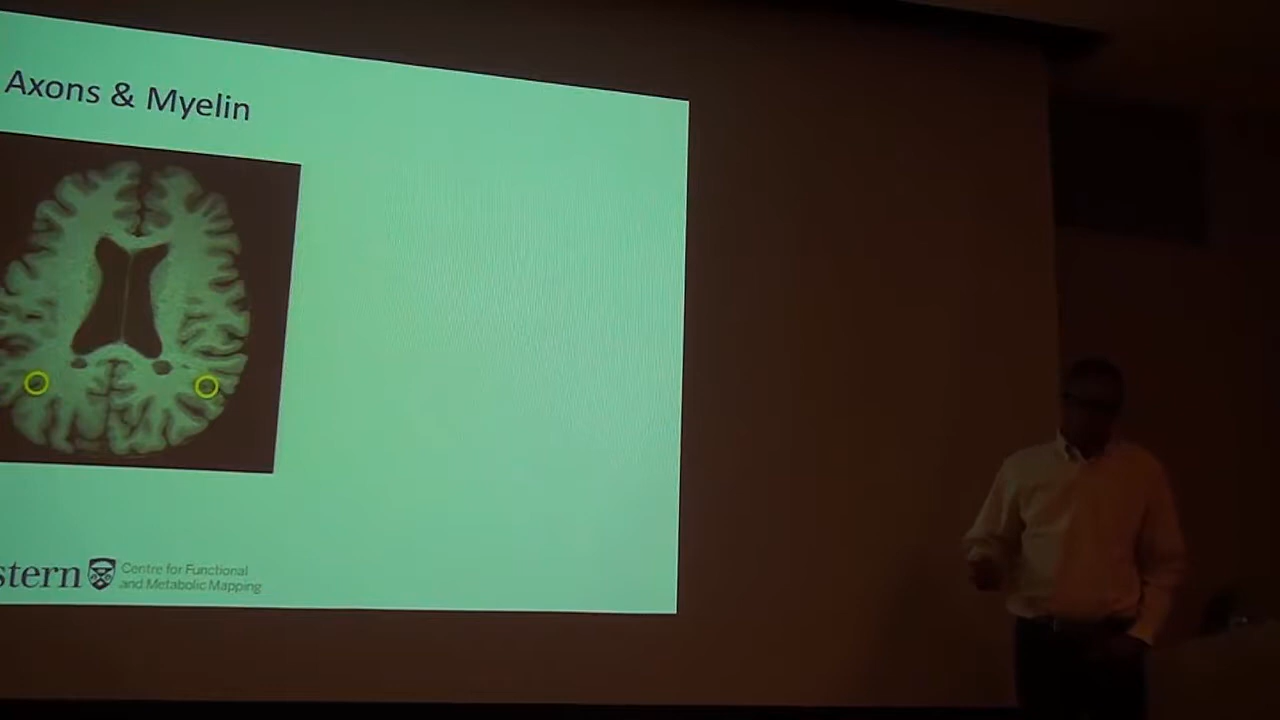 Axons & Myelin
stern
Centre for Functional
and Metabolic Mapping